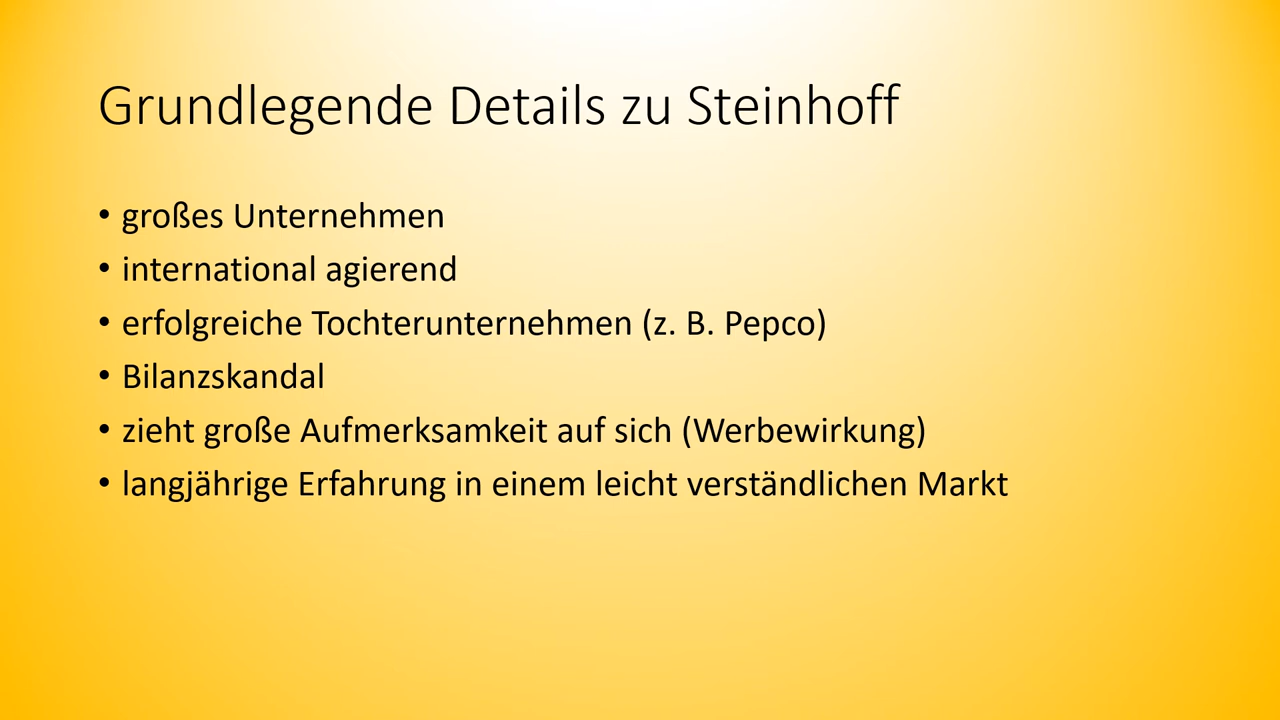 Grundlegende Details zu Steinhoff
• großes Unternehmen
• international agierend
• erfolgreiche Tochterunternehmen (z. B. Pepco)
• Bilanzskandal
• zieht große Aufmerksamkeit auf sich (Werbewirkung)
• langjährige Erfahrung in einem leicht verständlichen Markt